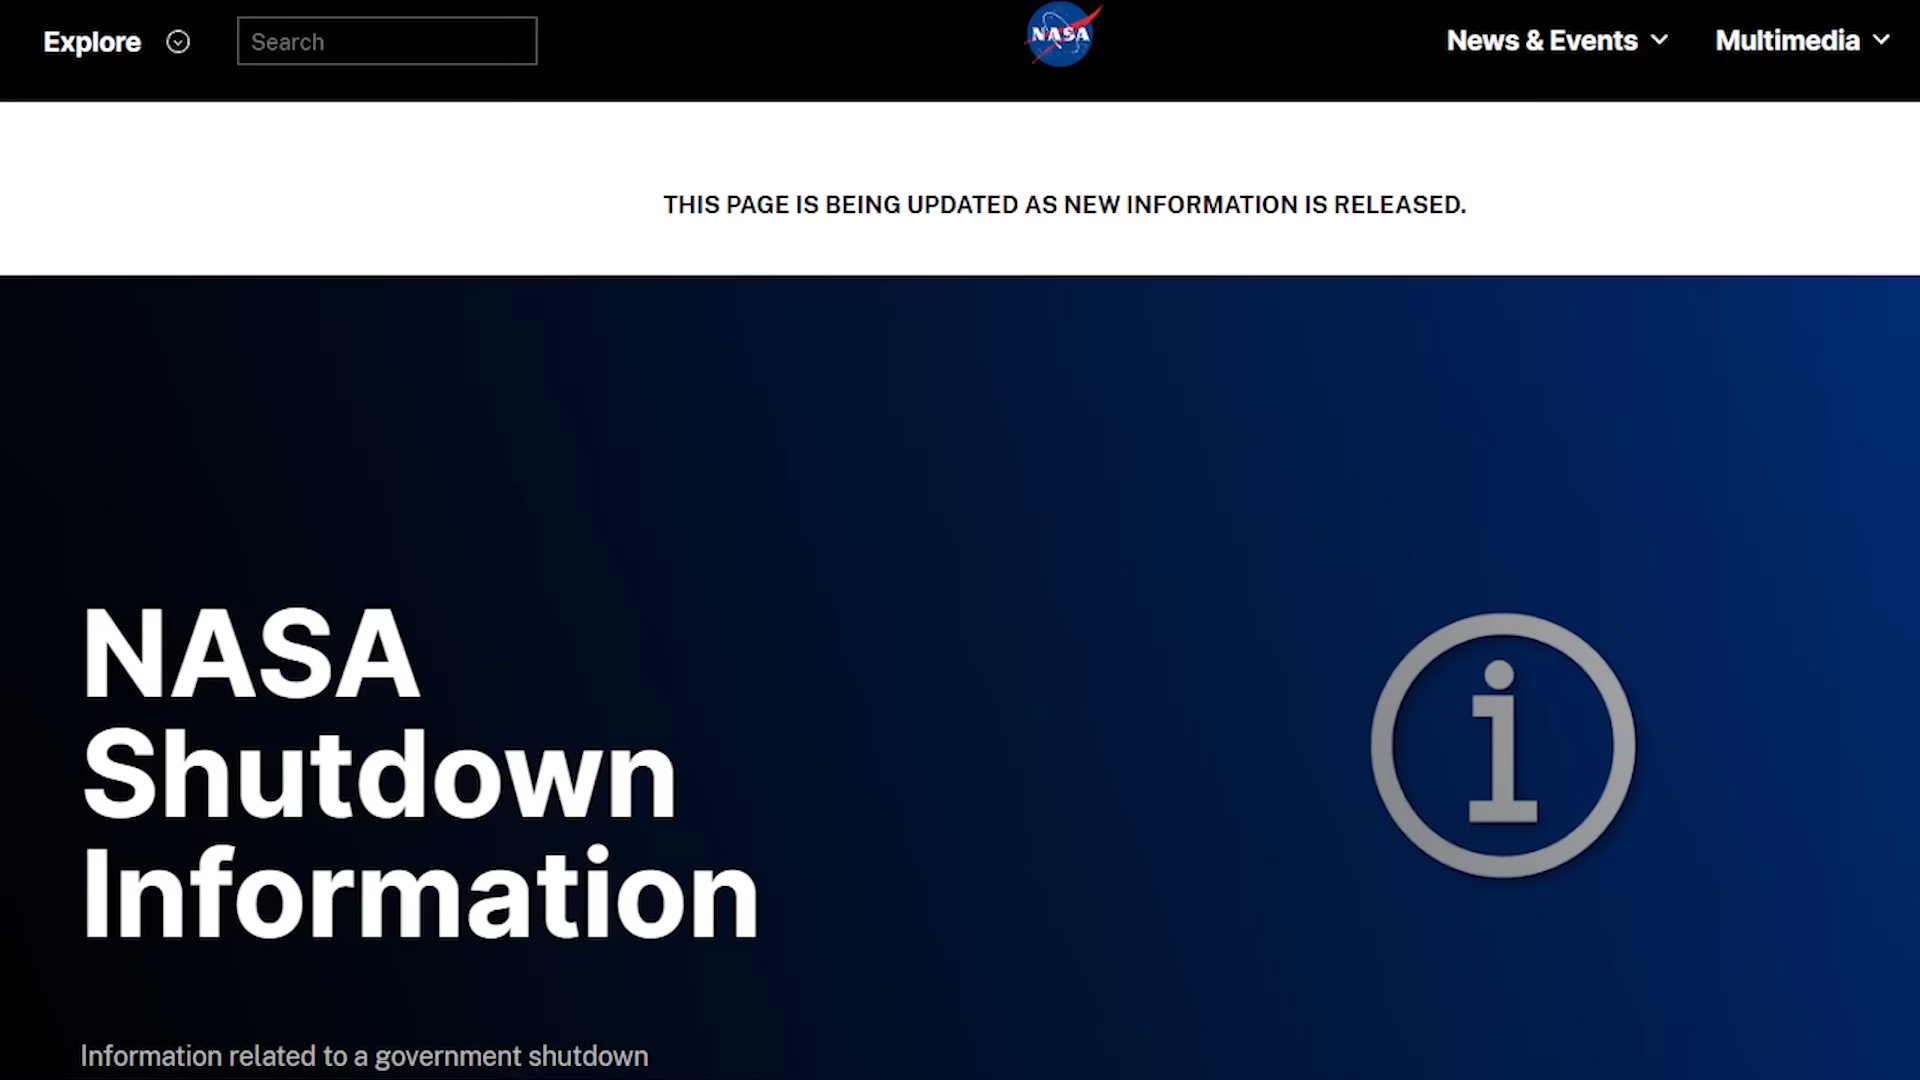 Explore
Search
NASA
News & Events
Multimedia
THIS PAGE IS BEING UPDATED AS NEW INFORMATION IS RELEASED.
NASA
Shutdown
Information
Information related to a government shutdown